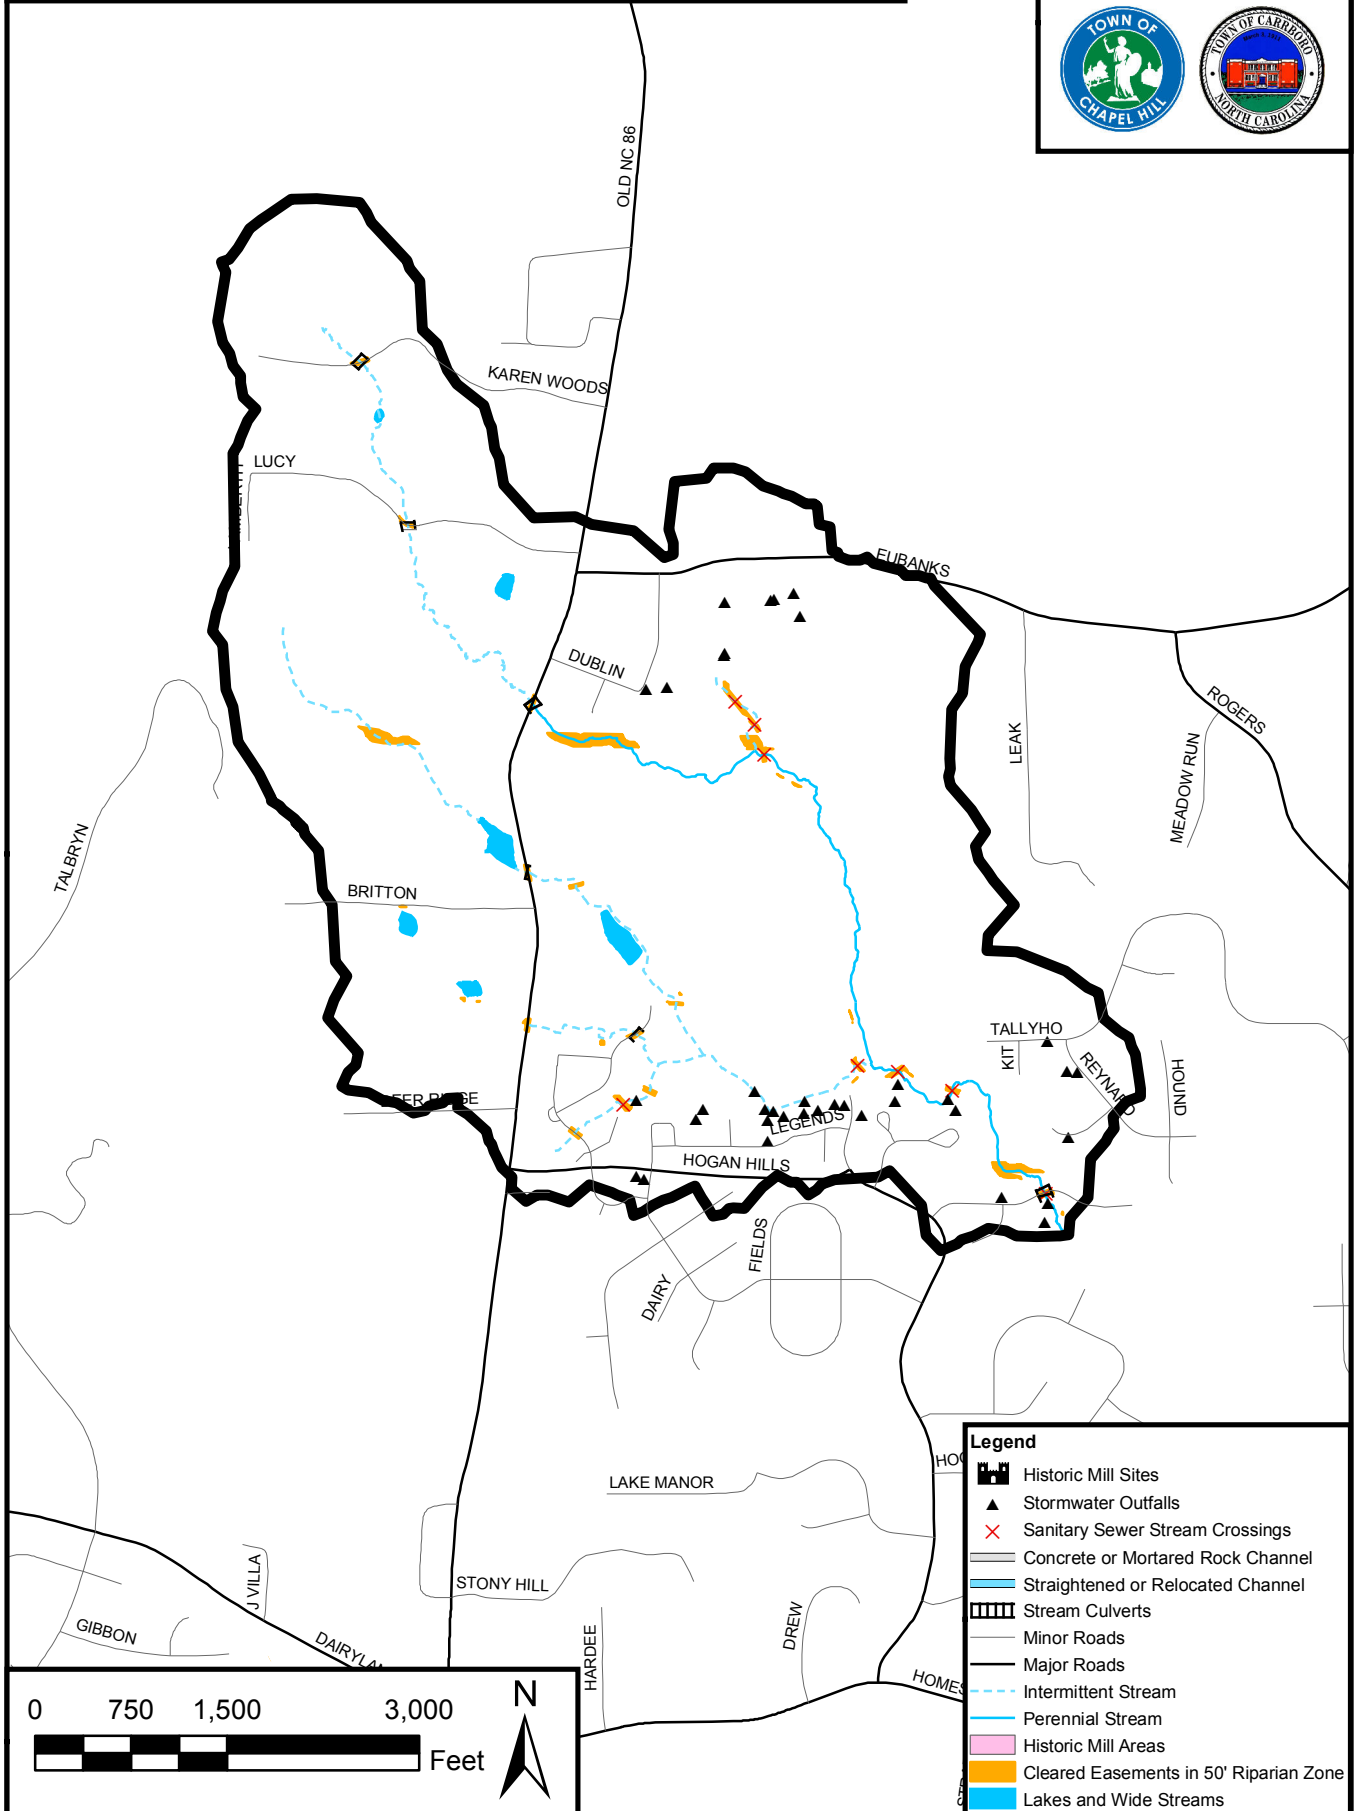 TOWN OF
CHAPEL HILL
TOWN OF CARRBORO
NORTH CAROLINA
OLD NC 86
KAREN WOODS
LUCY
EUBANKS
DUBLIN
ROGERS
LEAK
MEADOW RUN
TALBRYN
BRITTON
TALLYHO
KIT
REYNARD
HOUND
LEGENDS
HOGAN HILLS
FIELDS
DAIRY
LAKE MANOR
HOG
STONY HILL
J VILLA
GIBBON
DAIRYLAN
HARDEE
DREW
HOMES
Legend
Historic Mill Sites
Stormwater Outfalls
Sanitary Sewer Stream Crossings
Concrete or Mortared Rock Channel
Straightened or Relocated Channel
Stream Culverts
Minor Roads
Major Roads
Intermittent Stream
Perennial Stream
Historic Mill Areas
Cleared Easements in 50' Riparian Zone
Lakes and Wide Streams
0 750 1,500 3,000
Feet
N